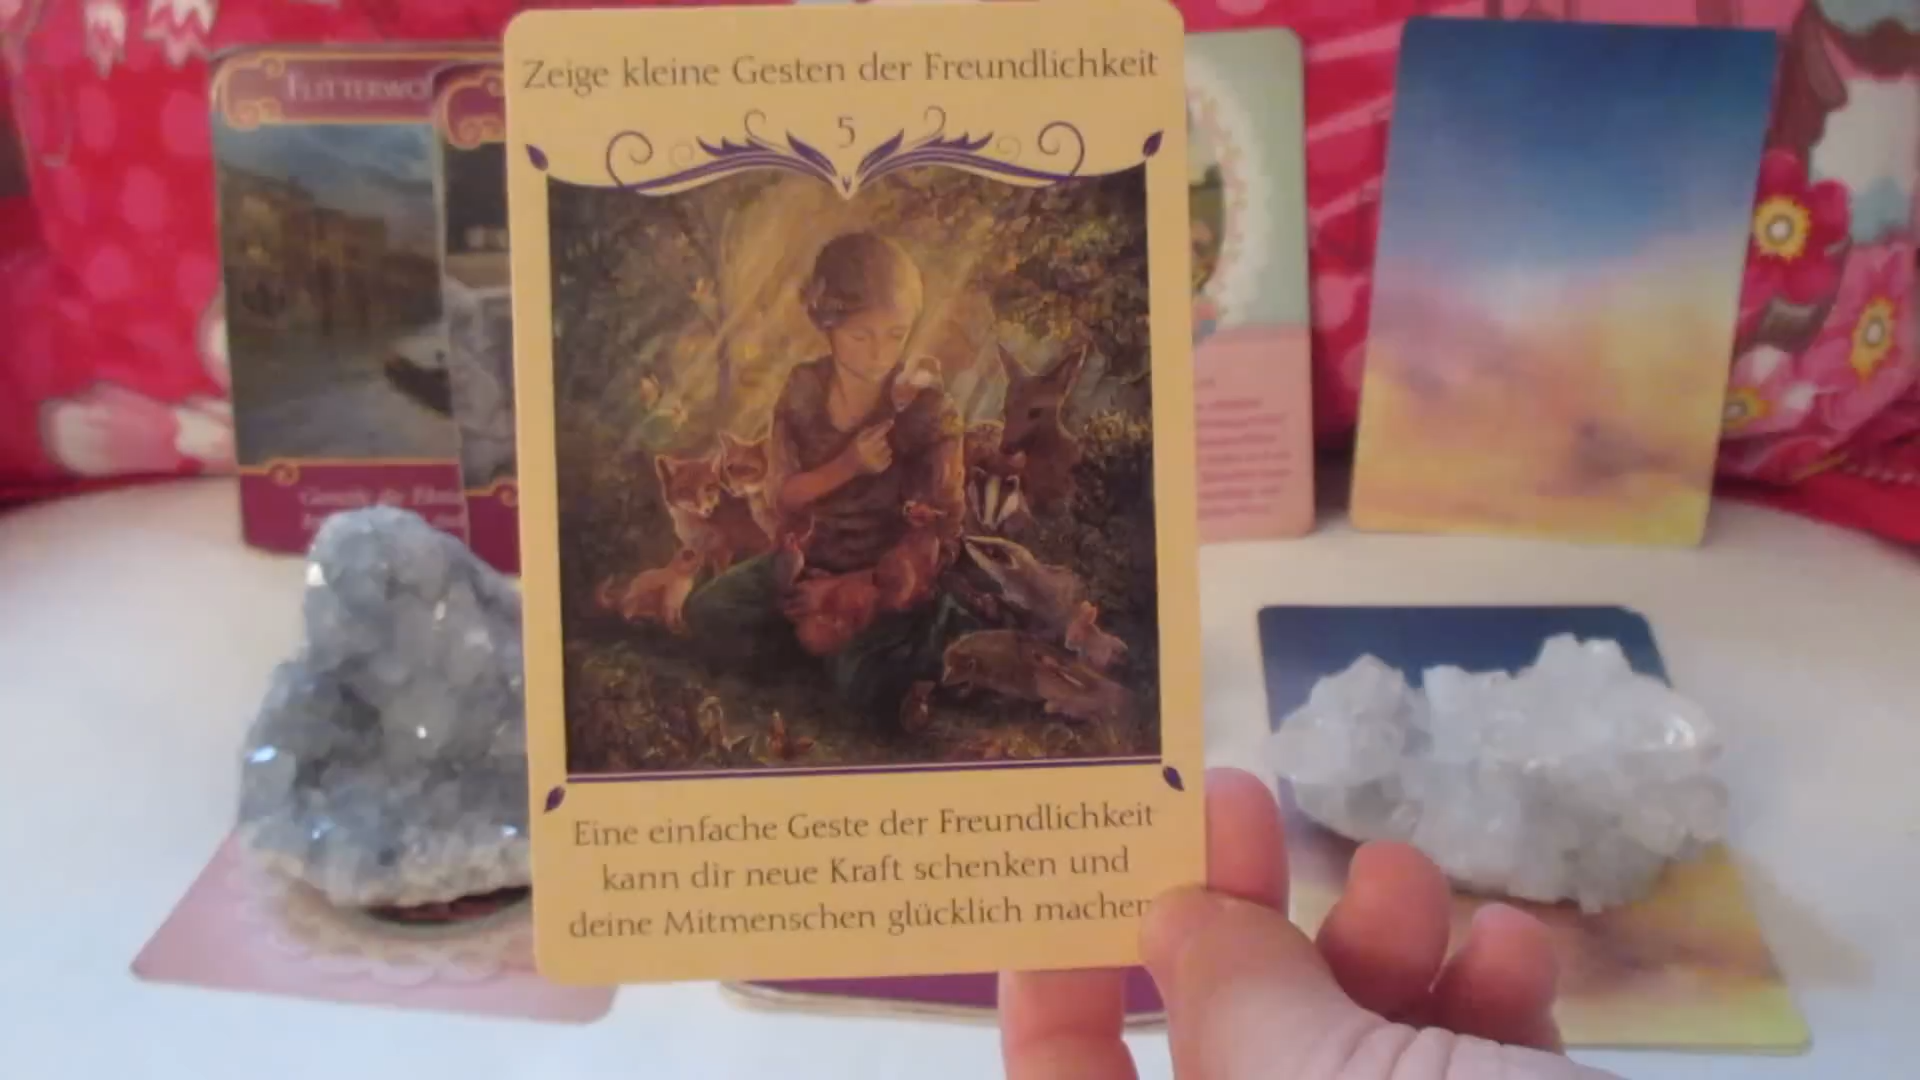 Zeige kleine Gesten der Freundlichkeit
5
Eine einfache Geste der Freundlichkeit
kann dir neue Kraft schenken und
deine Mitmenschen glücklich machen
FLITTERWO